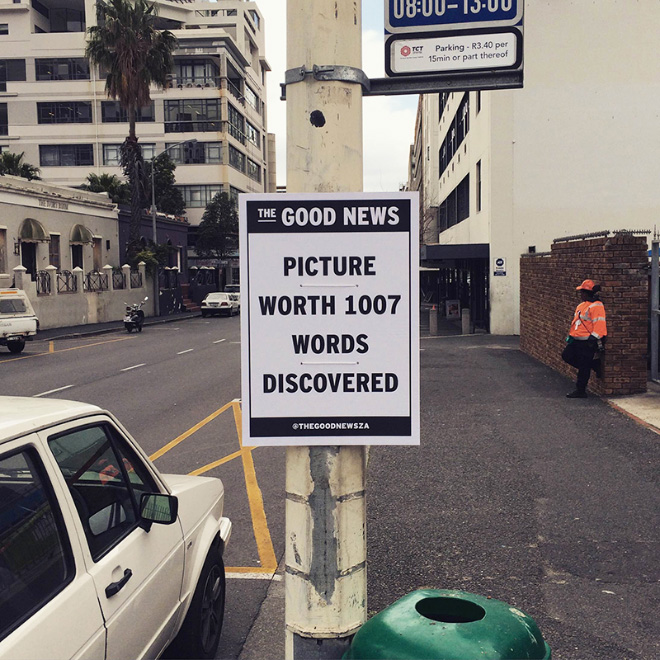 08:00-13:00
TCT
Parking - R3.40 per
15min or part thereof
THE GOOD NEWS
PICTURE
WORTH 1007
WORDS
DISCOVERED
@THEGOODNEWSZA